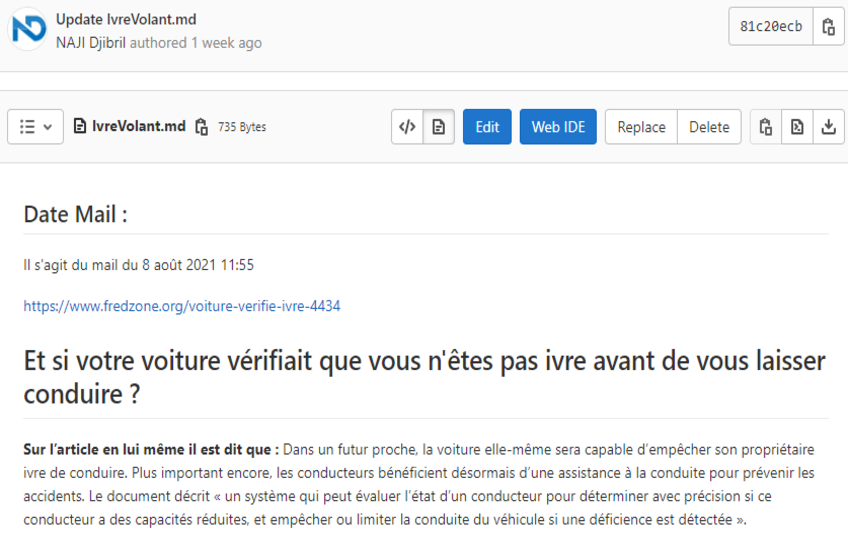 Update IvreVolant.md
NAJI Djibril authored 1 week ago
81c20ecb
IvreVolant.md 735 Bytes
Edit Web IDE Replace Delete
Date Mail :
Il s'agit du mail du 8 août 2021 11:55
https://www.fredzone.org/voiture-verifie-ivre-4434
Et si votre voiture vérifiait que vous n'êtes pas ivre avant de vous laisser
conduire ?
Sur l’article en lui même il est dit que : Dans un futur proche, la voiture elle-même sera capable d’empêcher son propriétaire
ivre de conduire. Plus important encore, les conducteurs bénéficient désormais d’une assistance à la conduite pour prévenir les
accidents. Le document décrit « un système qui peut évaluer l’état d’un conducteur pour déterminer avec précision si ce
conducteur a des capacités réduites, et empêcher ou limiter la conduite du véhicule si une déficience est détectée ».